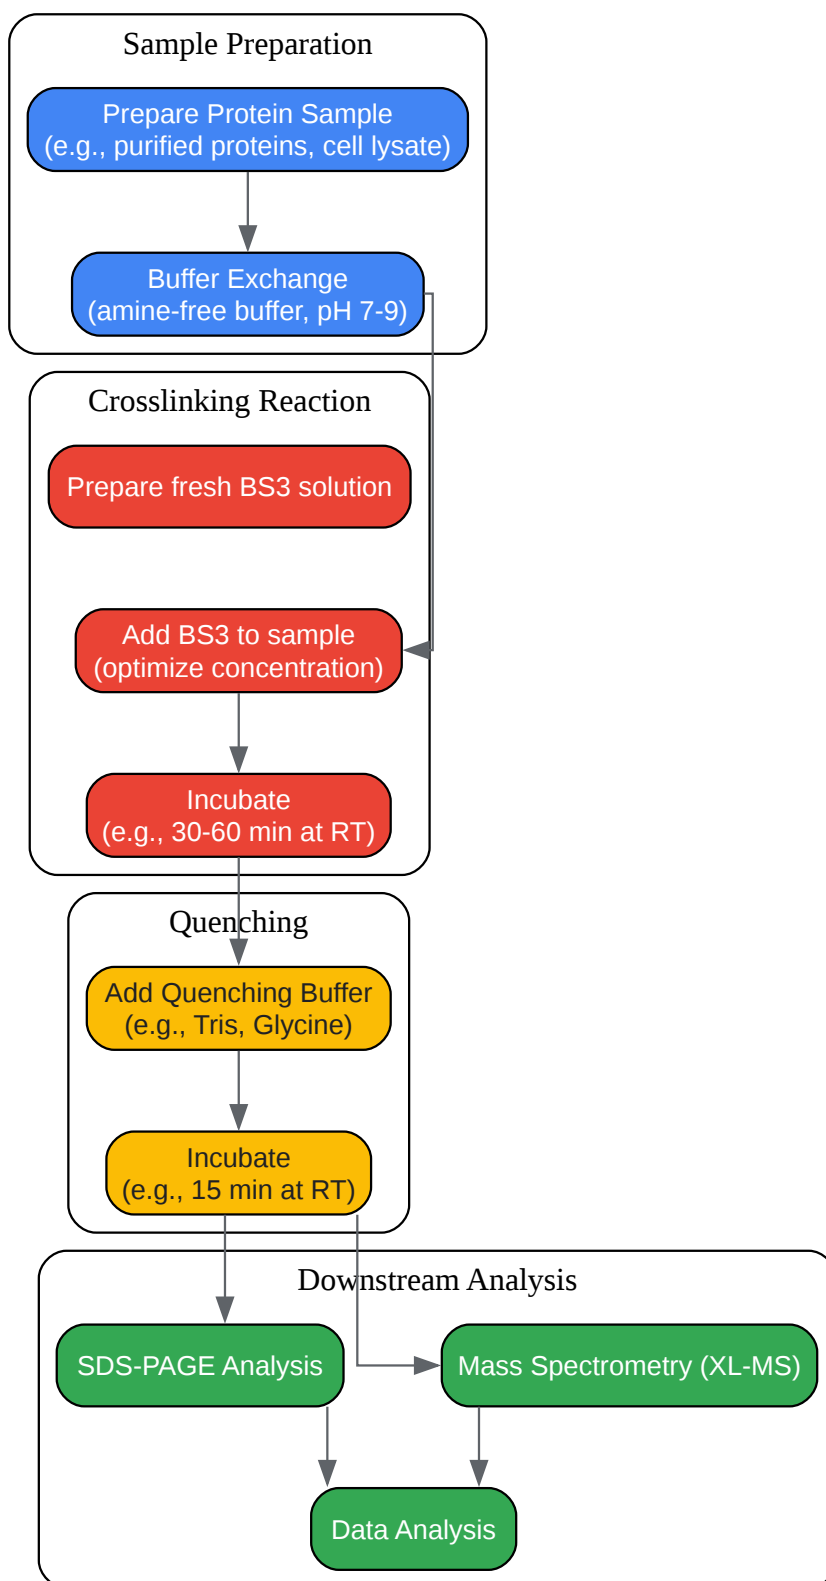 Sample Preparation
Prepare Protein Sample
(e.g., purified proteins, cell lysate)
Buffer Exchange
(amine-free buffer, pH 7-9)
Crosslinking Reaction
Prepare fresh BS3 solution
Add BS3 to sample
(optimize concentration)
Incubate
(e.g., 30-60 min at RT)
Quenching
Add Quenching Buffer
(e.g., Tris, Glycine)
Incubate
(e.g., 15 min at RT)
Downstream Analysis
SDS-PAGE Analysis
Mass Spectrometry (XL-MS)
Data Analysis